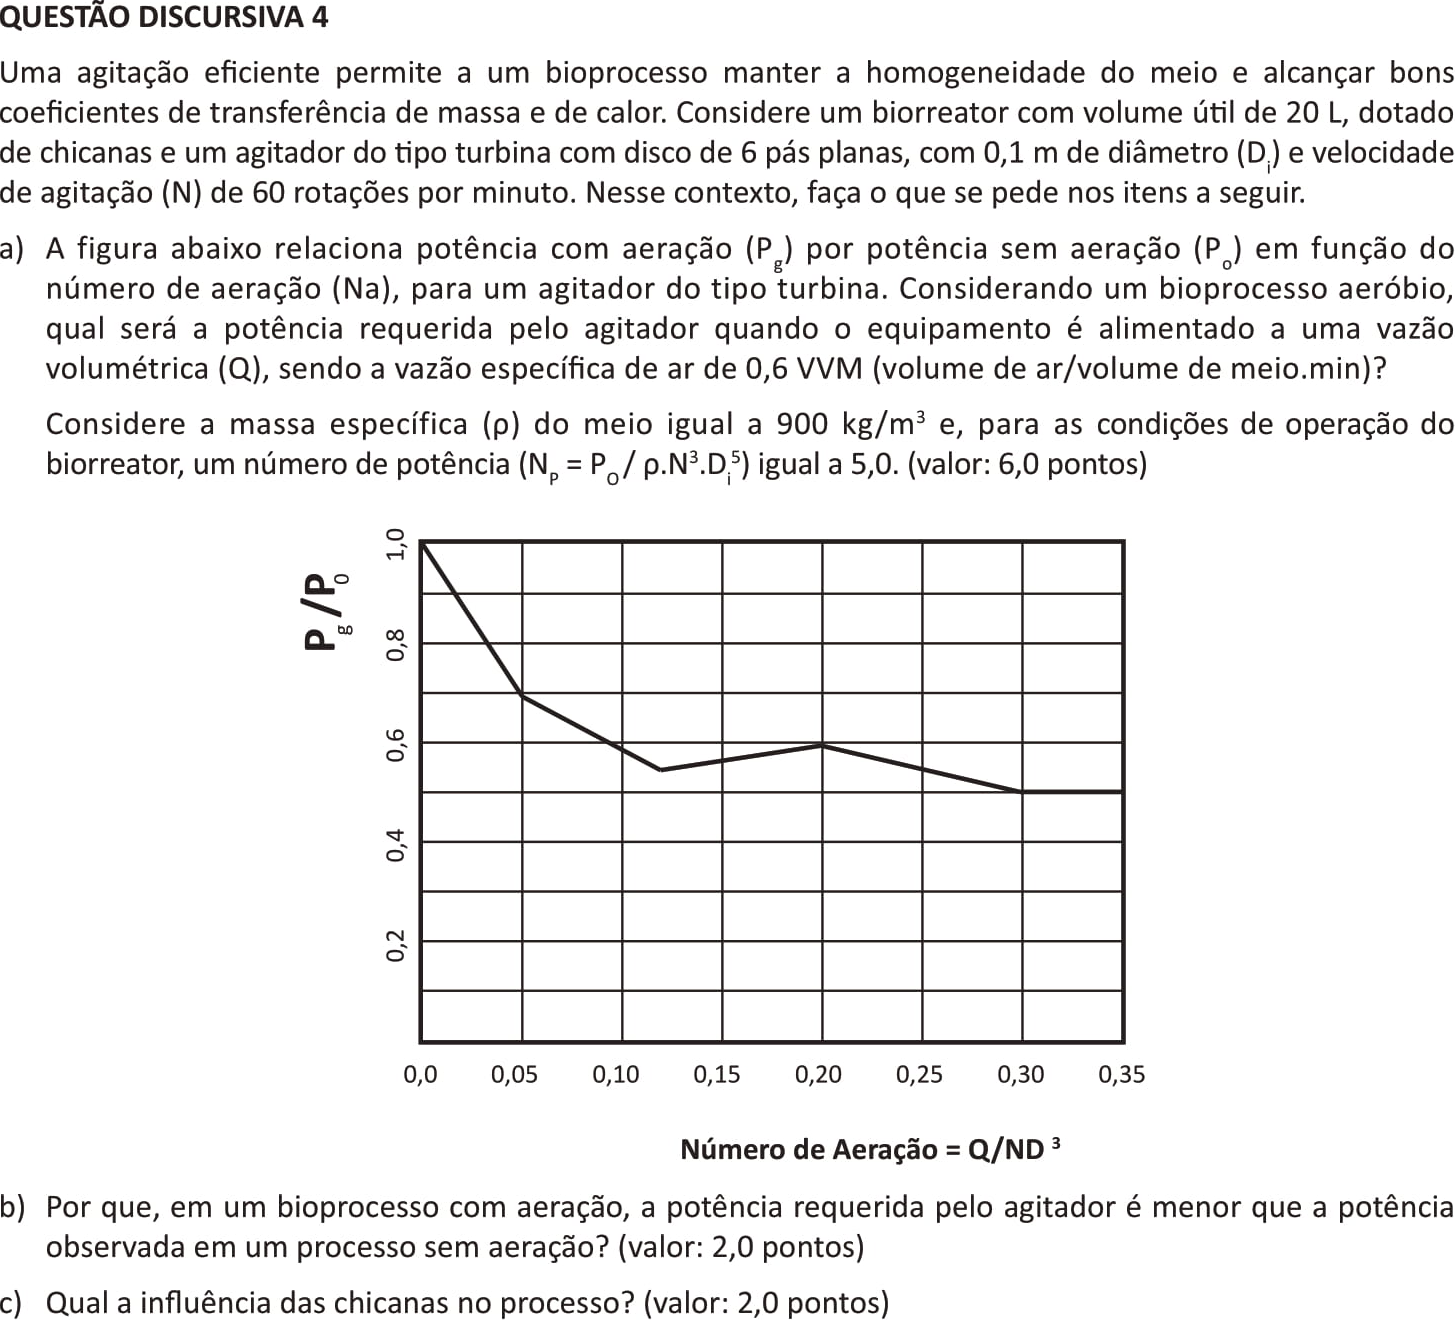 QUESTÃO DISCURSIVA 4
Uma agitação eficiente permite a um bioprocesso manter a homogeneidade do meio e alcançar bons
coeficientes de transferência de massa e de calor. Considere um biorreator com volume útil de 20 L, dotado
de chicanas e um agitador do tipo turbina com disco de 6 pás planas, com 0,1 m de diâmetro (Di) e velocidade
de agitação (N) de 60 rotações por minuto. Nesse contexto, faça o que se pede nos itens a seguir.
a) A figura abaixo relaciona potência com aeração (Pg) por potência sem aeração (Po) em função do
número de aeração (Na), para um agitador do tipo turbina. Considerando um bioprocesso aeróbio,
qual será a potência requerida pelo agitador quando o equipamento é alimentado a uma vazão
volumétrica (Q), sendo a vazão específica de ar de 0,6 VVM (volume de ar/volume de meio.min)?
Considere a massa específica (ρ) do meio igual a 900 kg/m³ e, para as condições de operação do
biorreator, um número de potência (NP = PO/ ρ.N³.Di⁵) igual a 5,0. (valor: 6,0 pontos)
Pg/P0
1,0
0,8
0,6
0,4
0,2
0,0 0,05 0,10 0,15 0,20 0,25 0,30 0,35
Número de Aeração = Q/ND ³
b) Por que, em um bioprocesso com aeração, a potência requerida pelo agitador é menor que a potência
observada em um processo sem aeração? (valor: 2,0 pontos)
c) Qual a influência das chicanas no processo? (valor: 2,0 pontos)